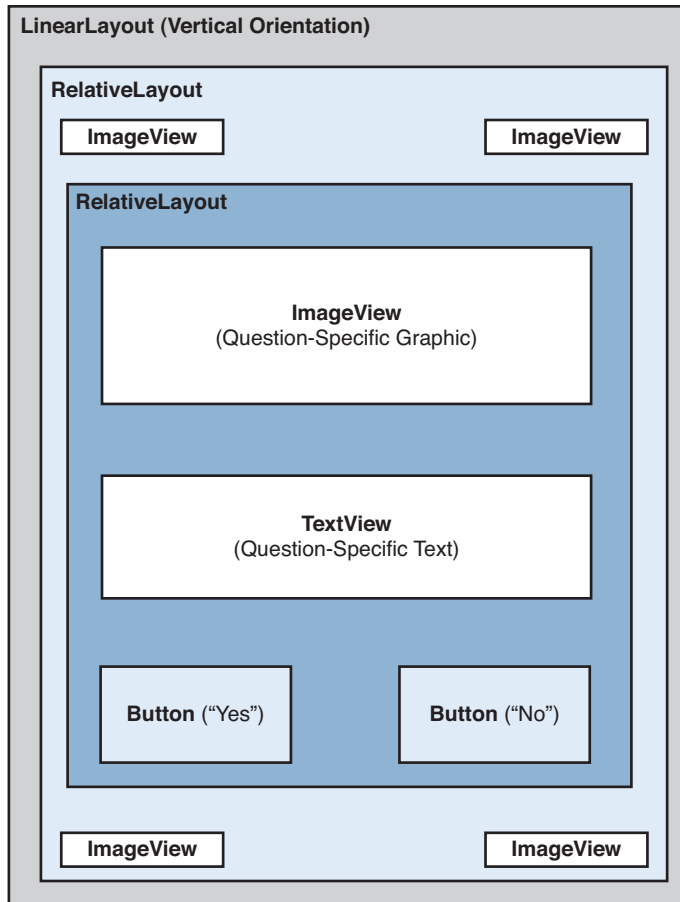 LinearLayout (Vertical Orientation)
RelativeLayout
ImageView
ImageView
RelativeLayout
ImageView
(Question-Specific Graphic)
TextView
(Question-Specific Text)
Button (“Yes”)
Button (“No”)
ImageView
ImageView